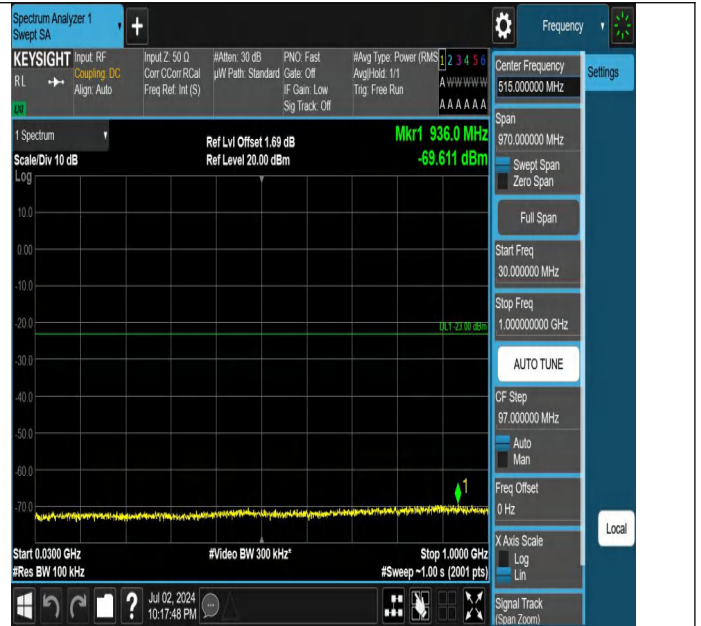 Spectrum Analyzer 1
Swept SA
+
Frequency
KEYSIGHT
RL
LXI
Input: RF
Coupling: DC
Align: Auto
Input Z: 50 Ω
Corr CCorr RCal
Freq Ref: Int (S)
#Atten: 30 dB
µW Path: Standard
PNO: Fast
Gate: Off
IF Gain: Low
Sig Track: Off
#Avg Type: Power (RMS
Avg|Hold: 1/1
Trig: Free Run
1 2 3 4 5 6
A W W W W W
A A A A A A
1 Spectrum
Scale/Div 10 dB
Log
Ref Lvl Offset 1.69 dB
Ref Level 20.00 dBm
Mkr1 936.0 MHz
-69.611 dBm
10.0
0.00
-10.0
-20.0
-30.0
-40.0
-50.0
-60.0
-70.0
DL1 -23.00 dBm
1
Start 0.0300 GHz
#Res BW 100 kHz
#Video BW 300 kHz*
Stop 1.0000 GHz
#Sweep ~1.00 s (2001 pts)
Jul 02, 2024
10:17:48 PM
?
Center Frequency
515.000000 MHz
Settings
Span
970.000000 MHz
Swept Span
Zero Span
Full Span
Start Freq
30.000000 MHz
Stop Freq
1.000000000 GHz
AUTO TUNE
CF Step
97.000000 MHz
Auto
Man
Freq Offset
0 Hz
X Axis Scale
Log
Lin
Local
Signal Track
(Span Zoom)